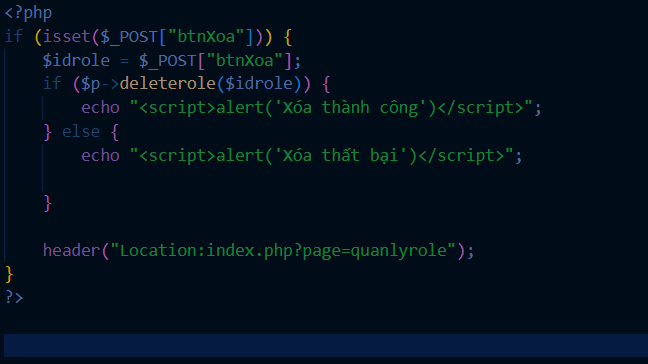 <?php
if (isset($_POST["btnXoa"])) {
    $idrole = $_POST["btnXoa"];
    if ($p->deleterole($idrole)) {
        echo "<script>alert('Xóa thành công')</script>";
    } else {
        echo "<script>alert('Xóa thất bại')</script>";
    }
    header("Location:index.php?page=quanlyrole");
}
?>